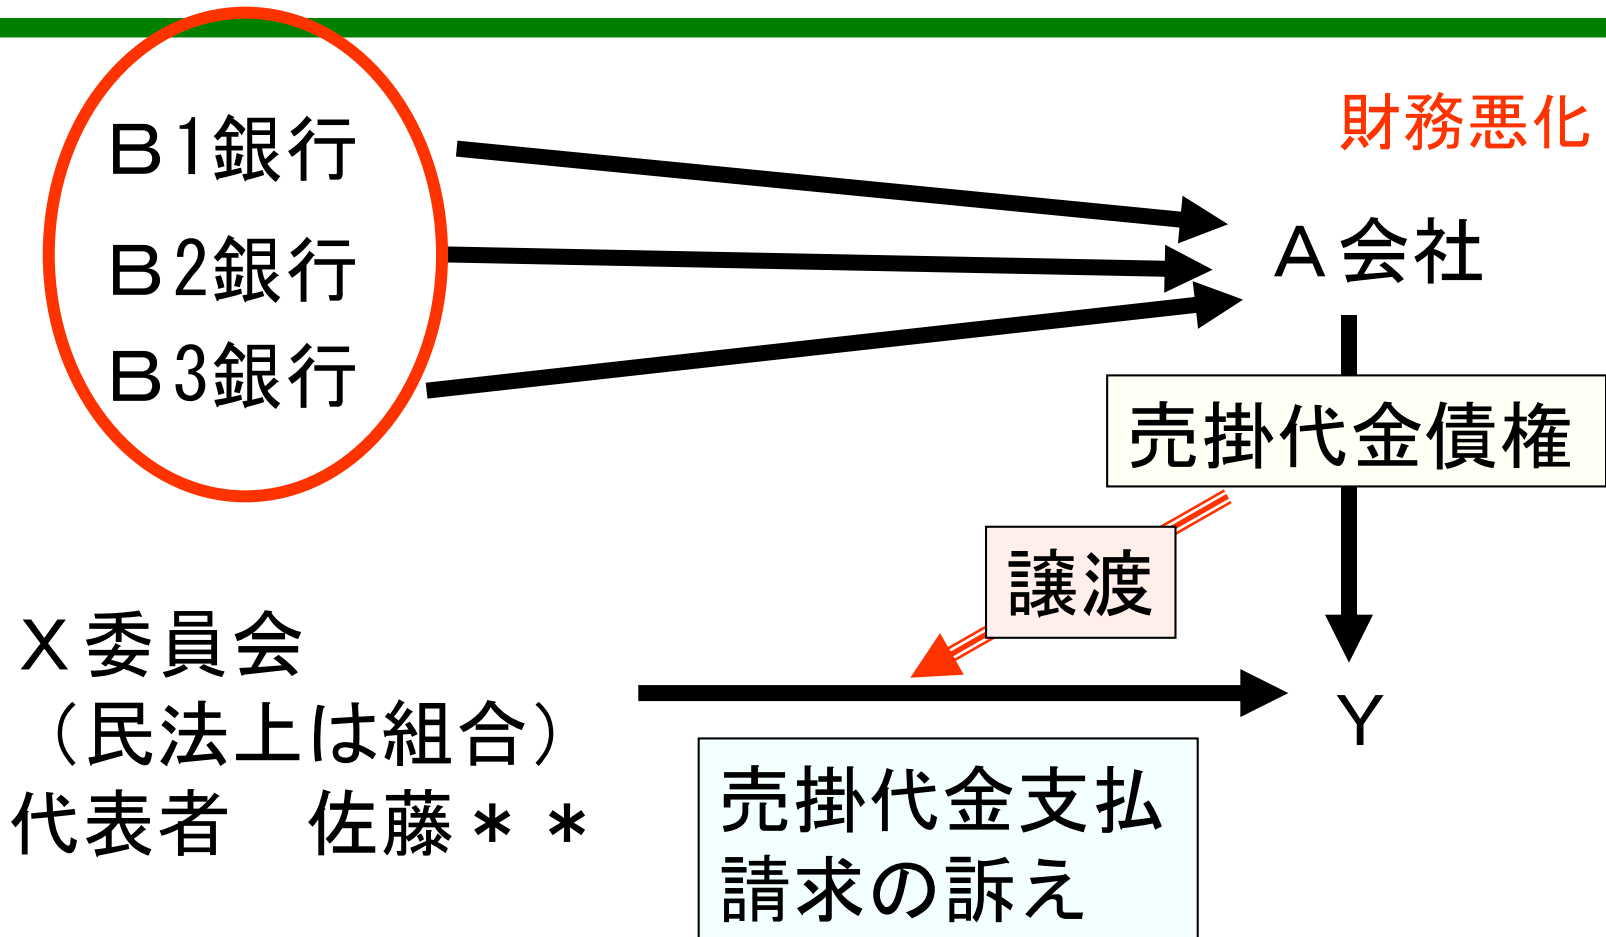 B1銀行
B2銀行
B3銀行
財務悪化
A会社
売掛代金債権
譲渡
X委員会
（民法上は組合）
代表者　佐藤＊＊
Y
売掛代金支払
請求の訴え